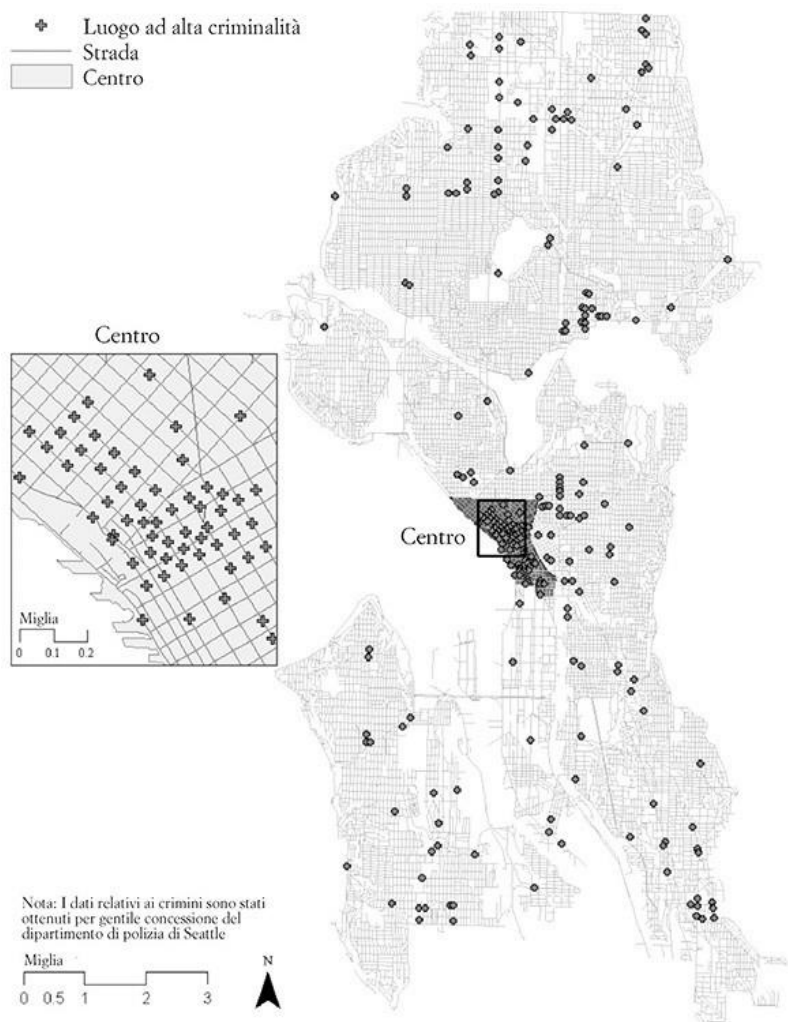 Luogo ad alta criminalità
Strada
Centro
Centro
Miglia
0 0.1 0.2
Centro
Nota: I dati relativi ai crimini sono stati
ottenuti per gentile concessione del
dipartimento di polizia di Seattle
Miglia
0 0.5 1 2 3
N